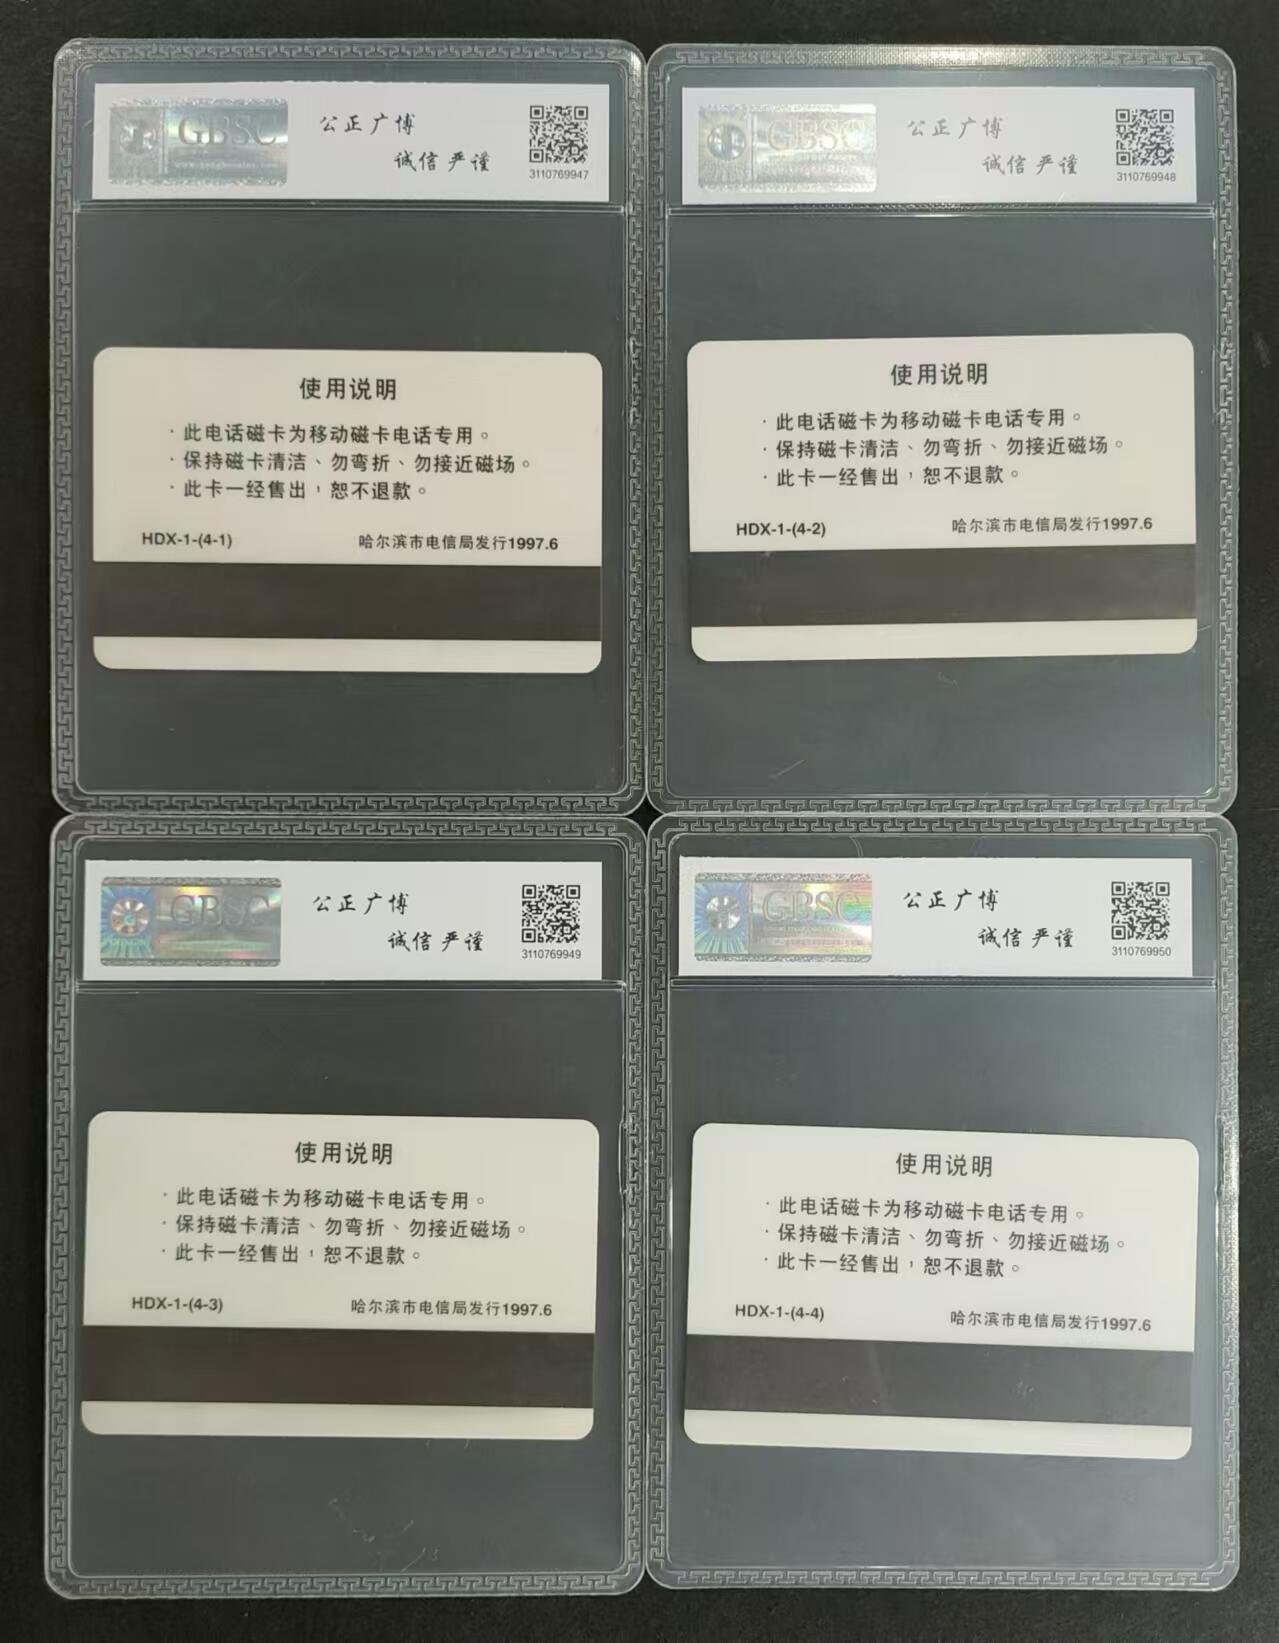 GBSC
公正广博
诚信严谨
3110769947
使用说明
·此电话磁卡为移动磁卡电话专用。
·保持磁卡清洁、勿弯折、勿接近磁场。
·此卡一经售出，恕不退款。
HDX-1-(4-1) 哈尔滨市电信局发行1997.6
GBSC
公正广博
诚信严谨
3110769948
使用说明
·此电话磁卡为移动磁卡电话专用。
·保持磁卡清洁、勿弯折、勿接近磁场。
·此卡一经售出，恕不退款。
HDX-1-(4-2) 哈尔滨市电信局发行1997.6
GBSC
公正广博
诚信严谨
3110769949
使用说明
·此电话磁卡为移动磁卡电话专用。
·保持磁卡清洁、勿弯折、勿接近磁场。
·此卡一经售出，恕不退款。
HDX-1-(4-3) 哈尔滨市电信局发行1997.6
GBSC
公正广博
诚信严谨
3110769950
使用说明
·此电话磁卡为移动磁卡电话专用。
·保持磁卡清洁、勿弯折、勿接近磁场。
·此卡一经售出，恕不退款。
HDX-1-(4-4) 哈尔滨市电信局发行1997.6